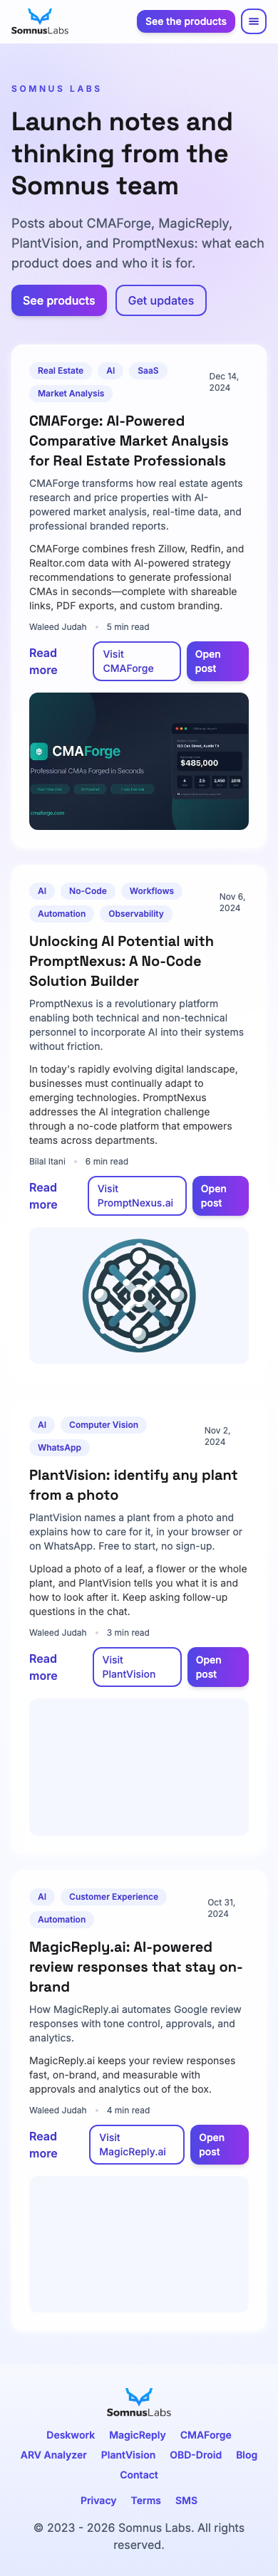 SomnusLabs
See the products
SOMNUS LABS
Launch notes and
thinking from the
Somnus team
Posts about CMAForge, MagicReply,
PlantVision, and PromptNexus: what each
product does and who it is for.
See products
Get updates
Real Estate
AI
SaaS
Market Analysis
Dec 14,
2024
CMAForge: AI-Powered
Comparative Market Analysis
for Real Estate Professionals
CMAForge transforms how real estate agents
research and price properties with AI-
powered market analysis, real-time data, and
professional branded reports.
CMAForge combines fresh Zillow, Redfin, and
Realtor.com data with AI-powered strategy
recommendations to generate professional
CMAs in seconds—complete with shareable
links, PDF exports, and custom branding.
Waleed Judah • 5 min read
Read
more
Visit
CMAForge
Open
post
CMAForge
Professional CMAs Forged in Seconds
cmaforge.com
$485,000
AI
No-Code
Workflows
Automation
Observability
Nov 6,
2024
Unlocking AI Potential with
PromptNexus: A No-Code
Solution Builder
PromptNexus is a revolutionary platform
enabling both technical and non-technical
personnel to incorporate AI into their systems
without friction.
In today's rapidly evolving digital landscape,
businesses must continually adapt to
emerging technologies. PromptNexus
addresses the AI integration challenge
through a no-code platform that empowers
teams across departments.
Bilal Itani • 6 min read
Read
more
Visit
PromptNexus.ai
Open
post
AI
Computer Vision
WhatsApp
Nov 2,
2024
PlantVision: identify any plant
from a photo
PlantVision names a plant from a photo and
explains how to care for it, in your browser or
on WhatsApp. Free to start, no sign-up.
Upload a photo of a leaf, a flower or the whole
plant, and PlantVision tells you what it is and
how to look after it. Keep asking follow-up
questions in the chat.
Waleed Judah • 3 min read
Read
more
Visit
PlantVision
Open
post
AI
Customer Experience
Automation
Oct 31,
2024
MagicReply.ai: AI-powered
review responses that stay on-
brand
How MagicReply.ai automates Google review
responses with tone control, approvals, and
analytics.
MagicReply.ai keeps your review responses
fast, on-brand, and measurable with
approvals and analytics out of the box.
Waleed Judah • 4 min read
Read
more
Visit
MagicReply.ai
Open
post
SomnusLabs
Deskwork MagicReply CMAForge
ARV Analyzer PlantVision OBD-Droid Blog
Contact
Privacy Terms SMS
© 2023 - 2026 Somnus Labs. All rights
reserved.